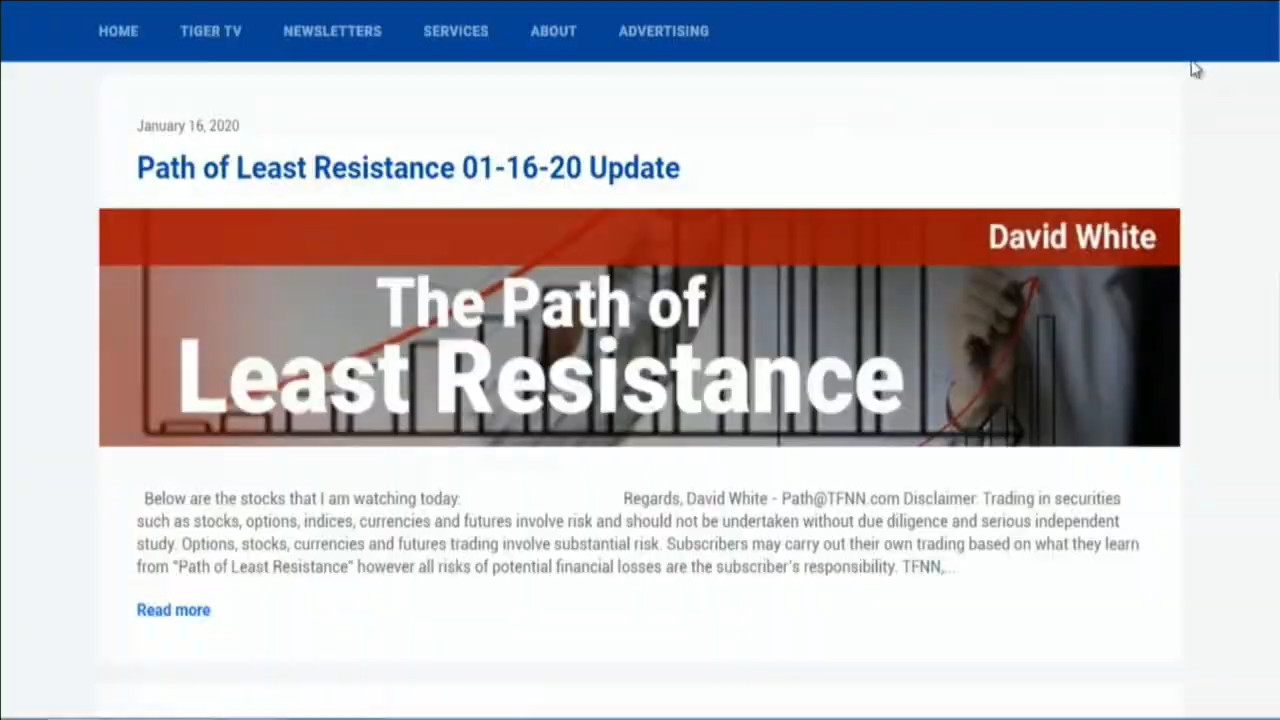 HOME TIGER TV NEWSLETTERS SERVICES ABOUT ADVERTISING
January 16, 2020
Path of Least Resistance 01-16-20 Update
David White
The Path of
Least Resistance
Below are the stocks that I am watching today: Regards, David White - Path@TFNN.com Disclaimer: Trading in securities
such as stocks, options, indices, currencies and futures involve risk and should not be undertaken without due diligence and serious independent
study. Options, stocks, currencies and futures trading involve substantial risk. Subscribers may carry out their own trading based on what they learn
from "Path of Least Resistance" however all risks of potential financial losses are the subscriber's responsibility. TFNN,...
Read more